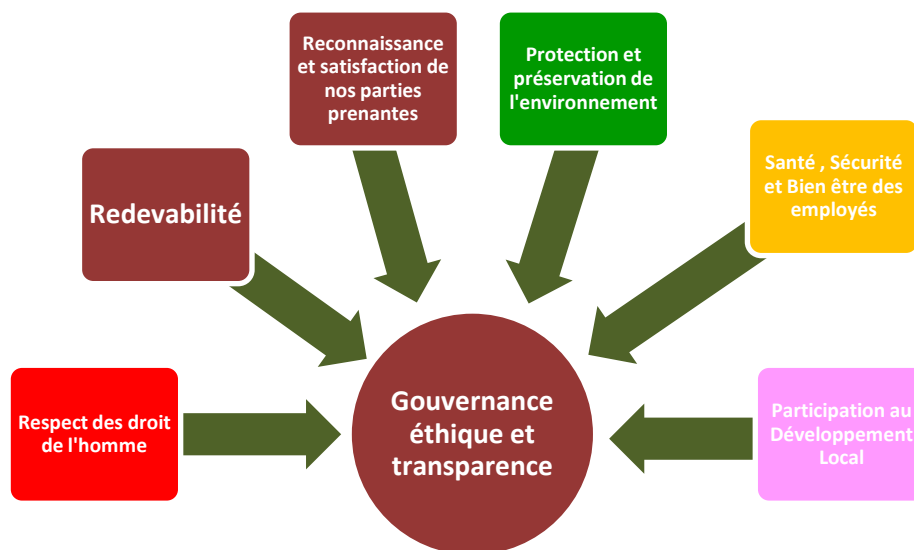 Reconnaissance
et satisfaction de
nos parties
prenantes
Protection et
préservation de
l'environnement
Santé , Sécurité
et Bien être des
employés
Redevabilité
Respect des droit
de l'homme
Gouvernance
éthique et
transparence
Participation au
Développement
Local